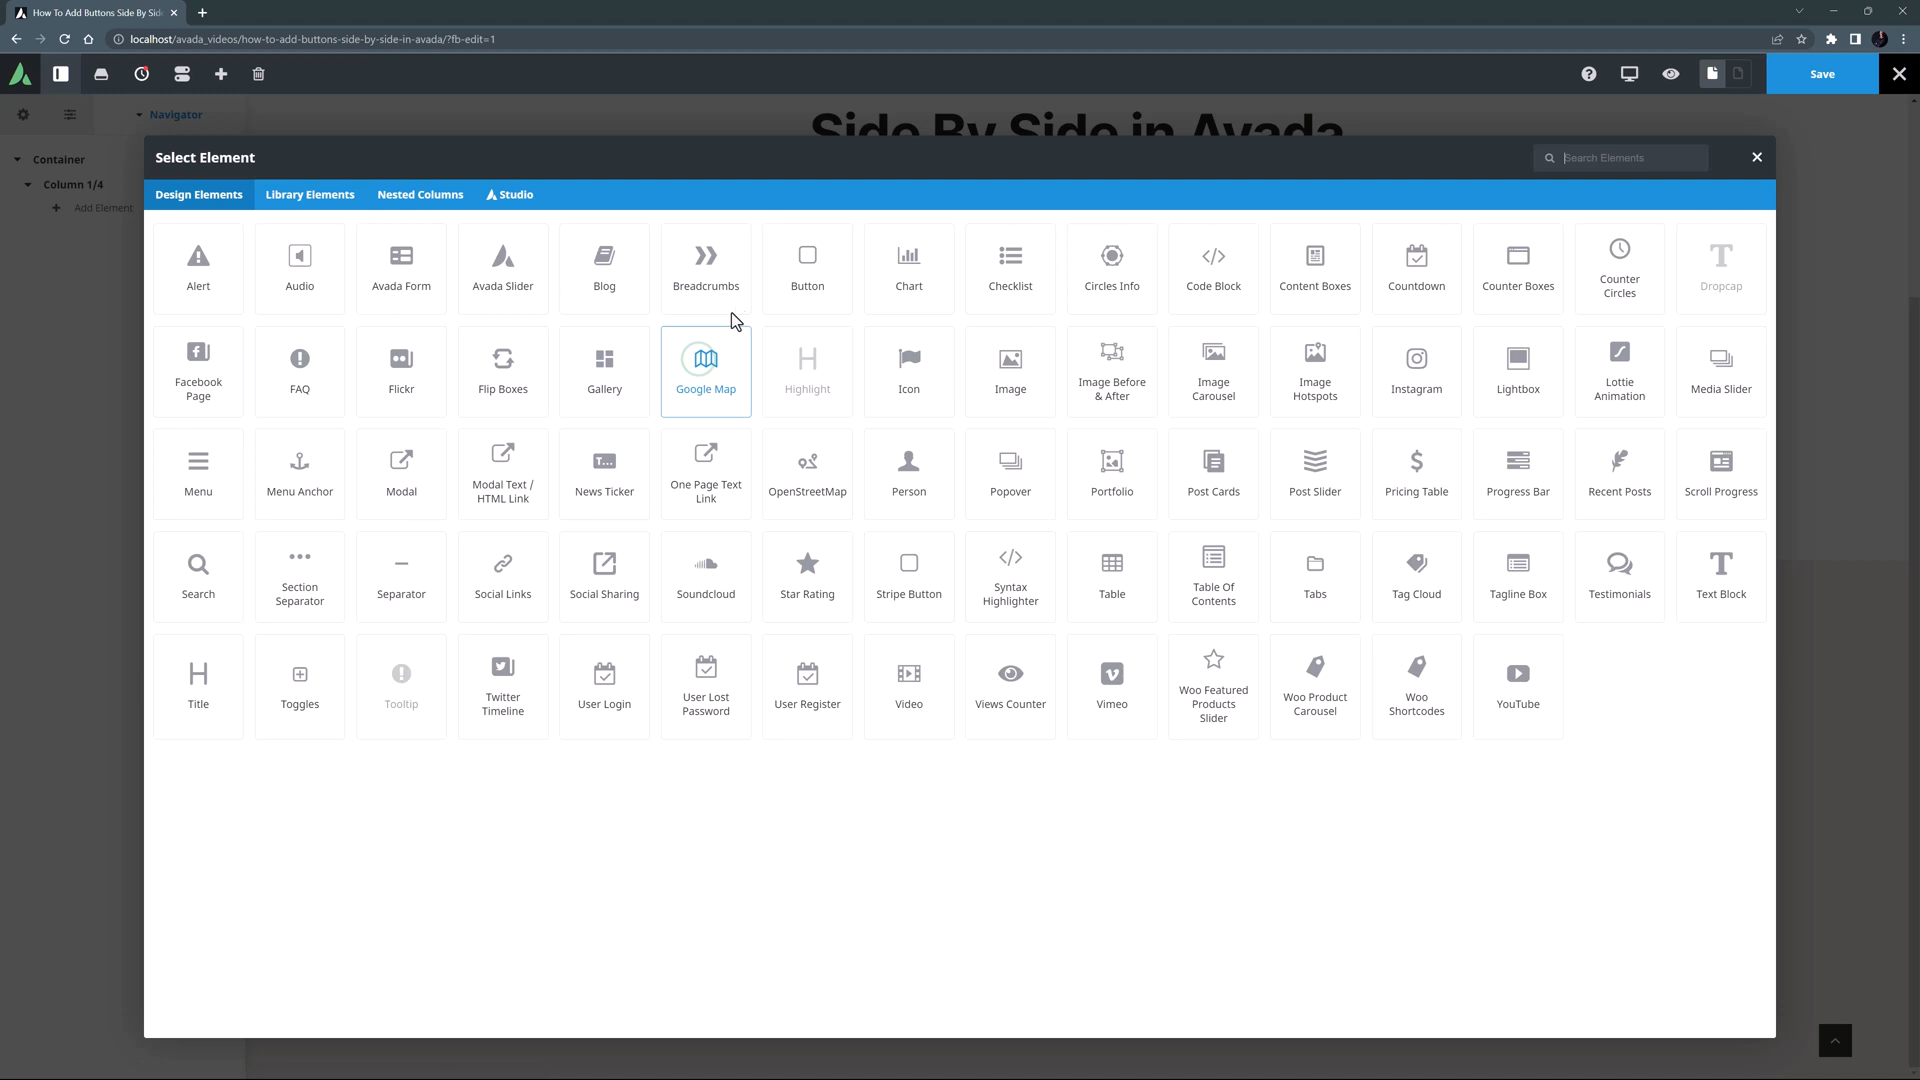 How To Add Buttons Side By Sid
localhost/avada_videos/how-to-add-buttons-side-by-side-in-avada/?fb-edit=1
Save
Navigator
Side By Side in Avada
Container
Column 1/4
Add Element
Select Element
Search Elements
Design Elements
Library Elements
Nested Columns
Studio
Alert
Audio
Avada Form
Avada Slider
Blog
Breadcrumbs
Button
Chart
Checklist
Circles Info
Code Block
Content Boxes
Countdown
Counter Boxes
Counter
Circles
Dropcap
Facebook
Page
FAQ
Flickr
Flip Boxes
Gallery
Google Map
Highlight
Icon
Image
Image Before
& After
Image
Carousel
Image
Hotspots
Instagram
Lightbox
Lottie
Animation
Media Slider
Menu
Menu Anchor
Modal
Modal Text /
HTML Link
T...
News Ticker
One Page Text
Link
OpenStreetMap
Person
Popover
Portfolio
Post Cards
Post Slider
Pricing Table
Progress Bar
Recent Posts
Scroll Progress
Search
Section
Separator
Separator
Social Links
Social Sharing
Soundcloud
Star Rating
Stripe Button
Syntax
Highlighter
Table
Table Of
Contents
Tabs
Tag Cloud
Tagline Box
Testimonials
Text Block
Title
Toggles
Tooltip
Twitter
Timeline
User Login
User Lost
Password
User Register
Video
Views Counter
Vimeo
Woo Featured
Products
Slider
Woo Product
Carousel
Woo
Shortcodes
YouTube